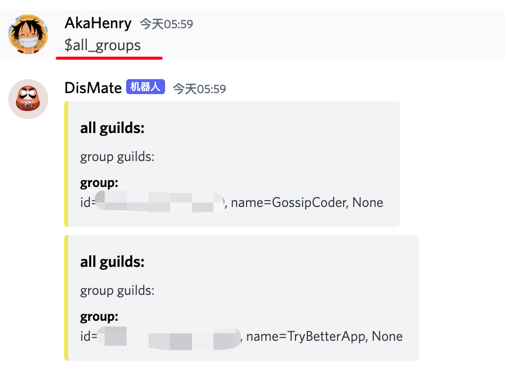 AkaHenry 今天05:59
$all_groups
DisMate 机器人 今天05:59
all guilds:
group guilds:
group:
id= , name=GossipCoder, None
all guilds:
group guilds:
group:
id= , name=TryBetterApp, None